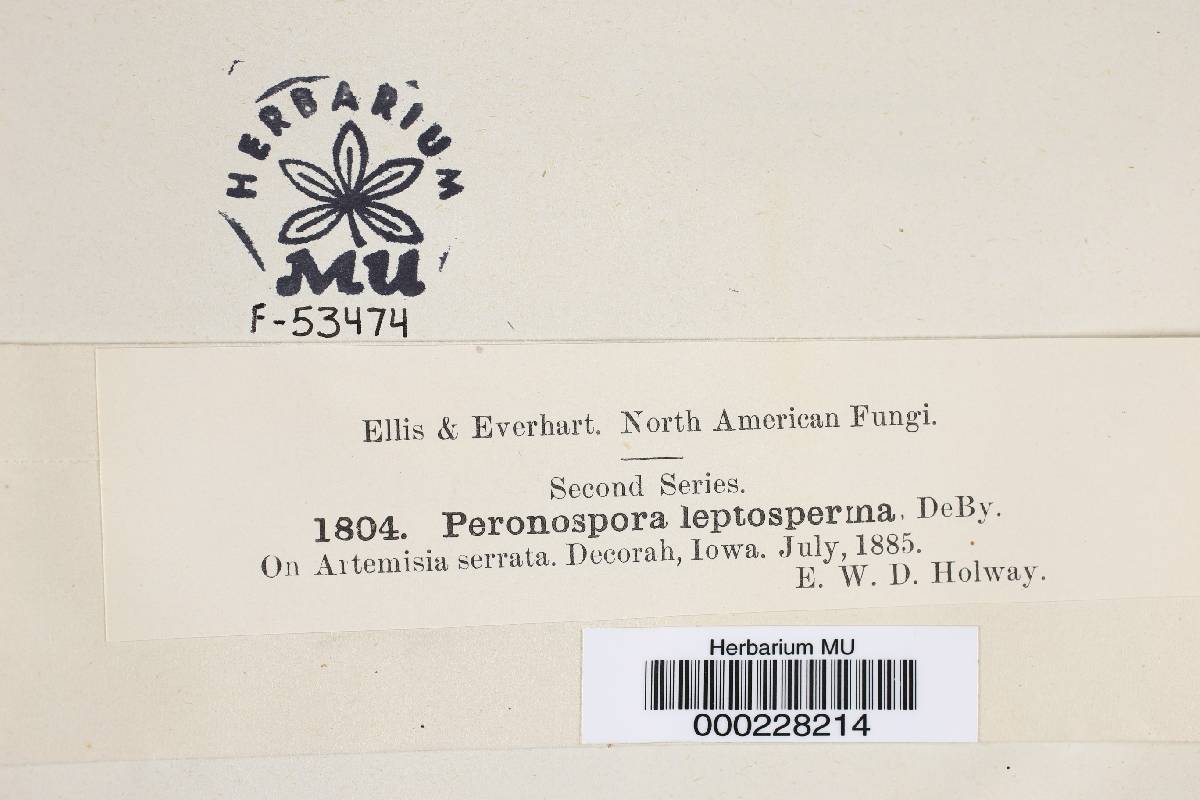 HERBARIUM
MU
F-53474
Ellis & Everhart. North American Fungi.
Second Series.
1804. Peronospora leptosperma, DeBy.
On Artemisia serrata. Decorah, Iowa. July, 1885.
E. W. D. Holway.
Herbarium MU
000228214